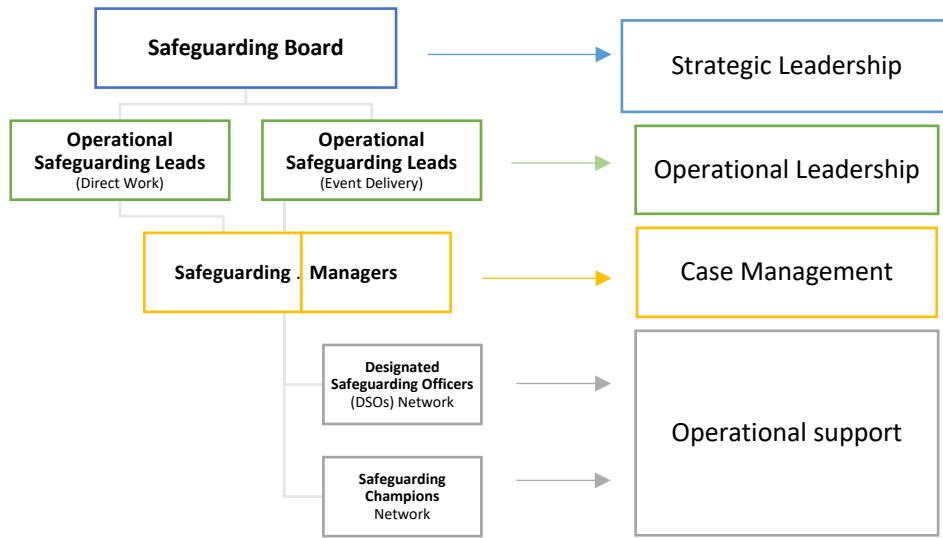 Safeguarding Board
Strategic Leadership
Operational
Safeguarding Leads
(Direct Work)
Operational
Safeguarding Leads
(Event Delivery)
Operational Leadership
Safeguarding . Managers
Case Management
Designated
Safeguarding Officers
(DSOs) Network
Operational support
Safeguarding
Champions
Network